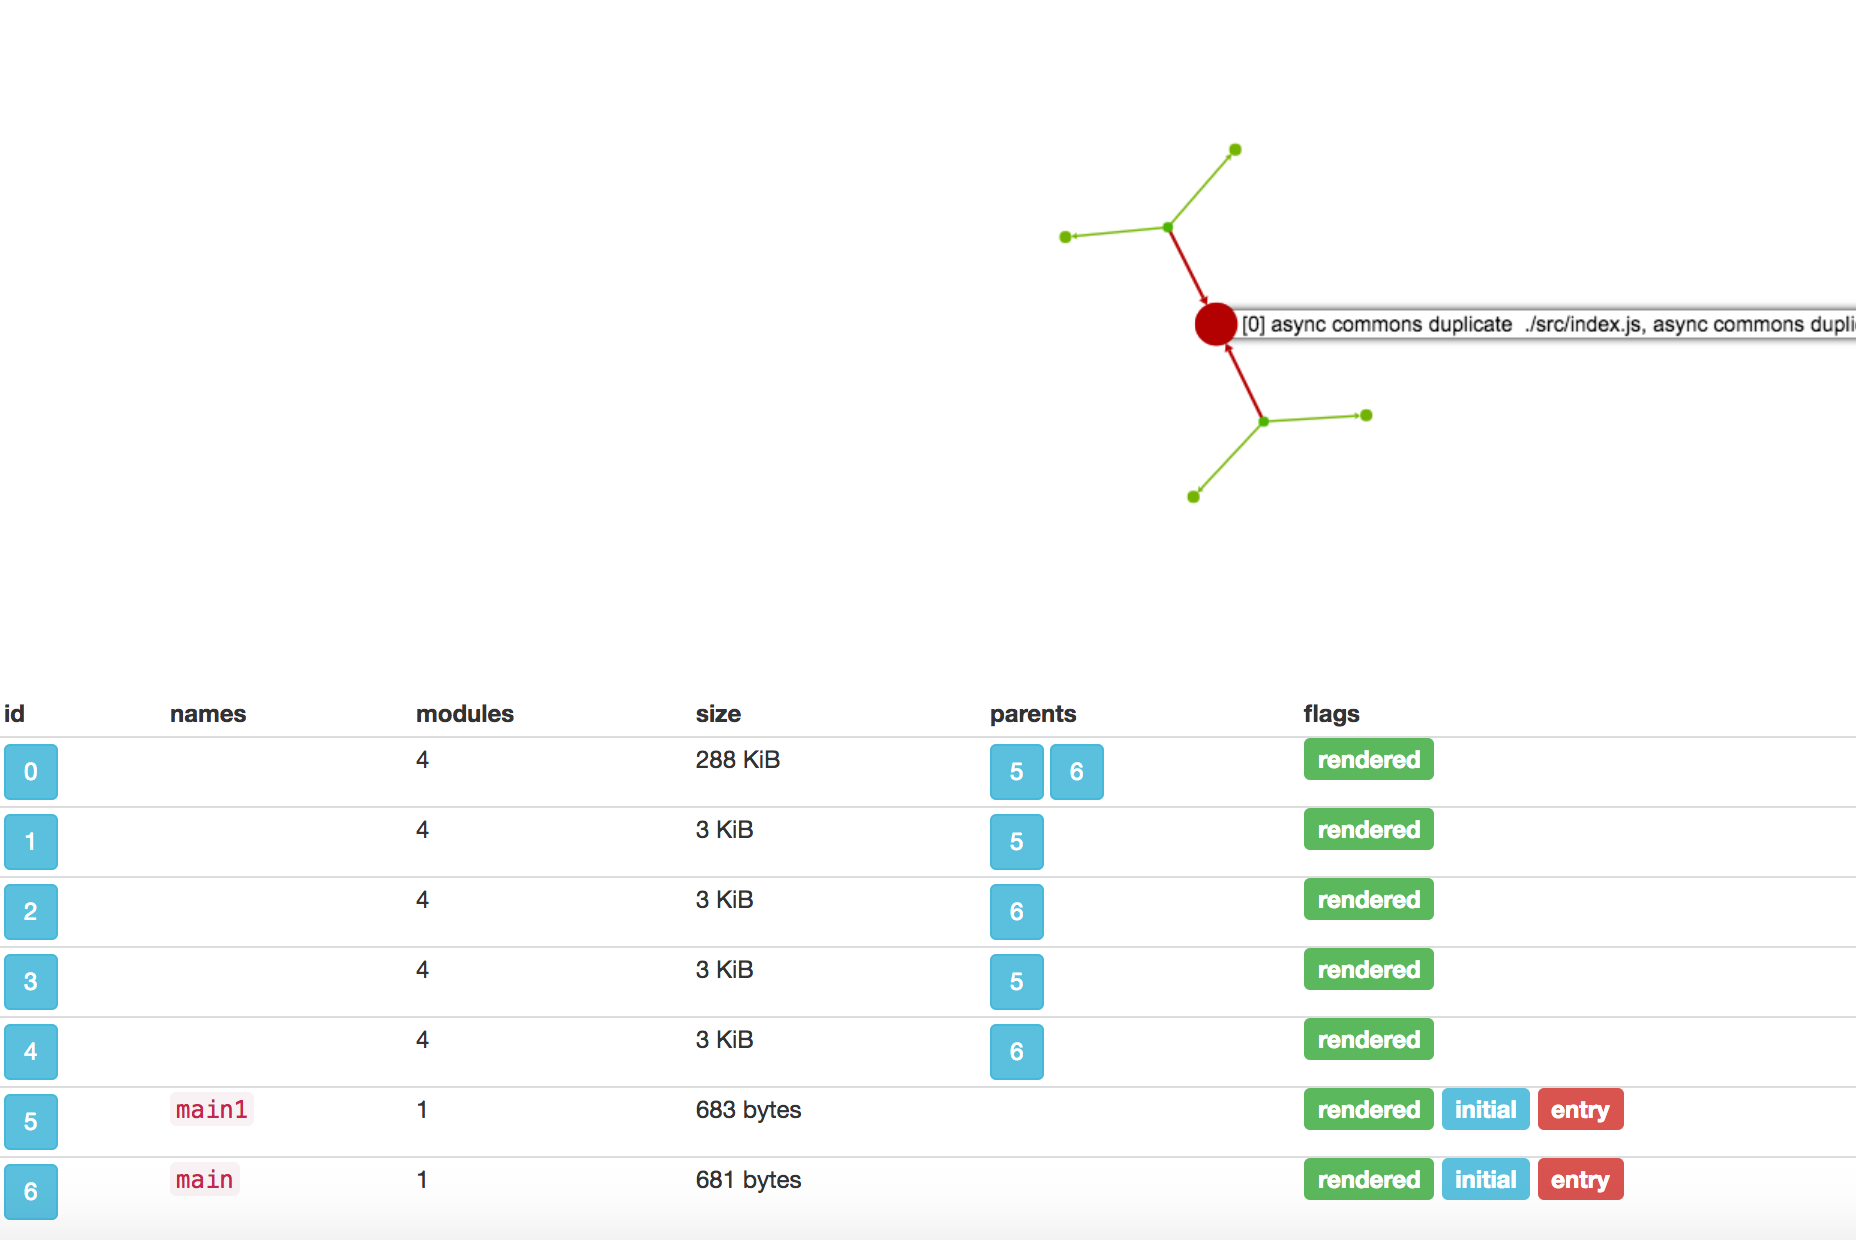 [0] async commons duplicate ./src/index.js, async commons dupli
id names modules size parents flags
0 4 288 KiB 5 6 rendered
1 4 3 KiB 5 rendered
2 4 3 KiB 6 rendered
3 4 3 KiB 5 rendered
4 4 3 KiB 6 rendered
5 main1 1 683 bytes rendered initial entry
6 main 1 681 bytes rendered initial entry